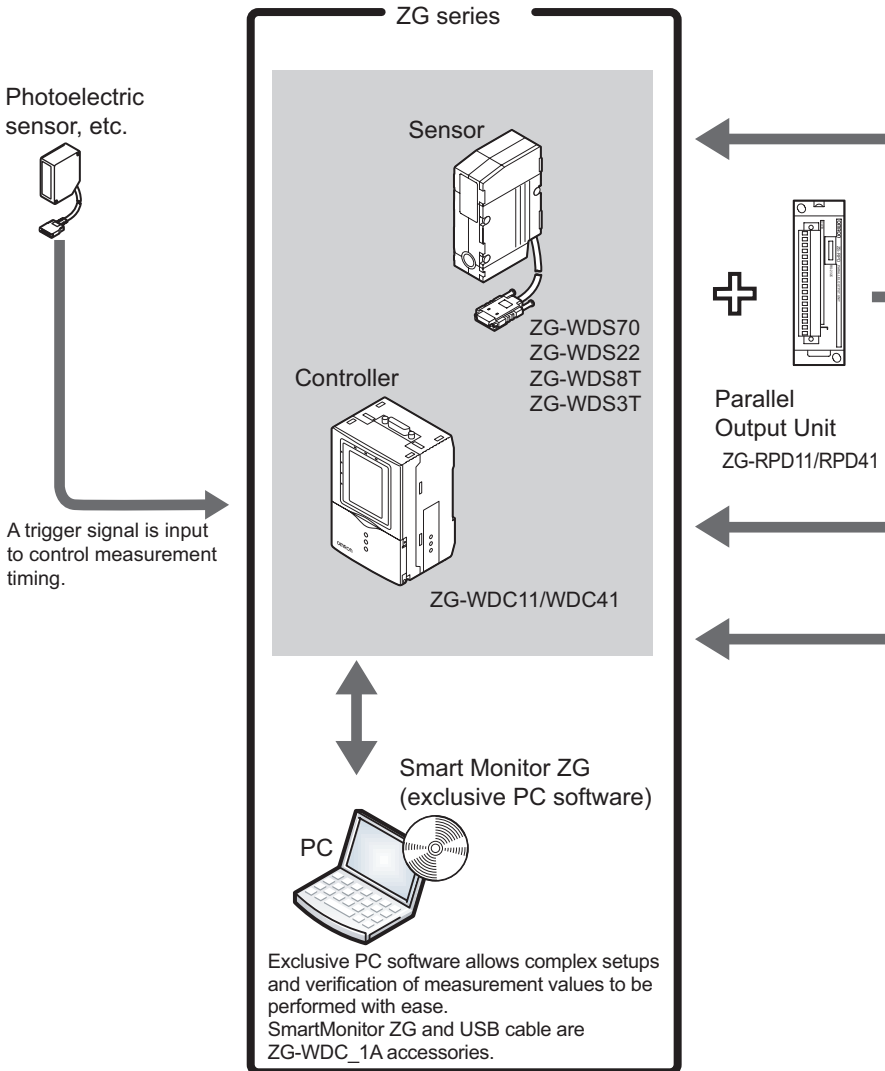 ZG series
Photoelectric
sensor, etc.
Sensor
ZG-WDS70
ZG-WDS22
ZG-WDS8T
ZG-WDS3T
Controller
Parallel
Output Unit
ZG-RPD11/RPD41
A trigger signal is input
to control measurement
timing.
omron
ZG-WDC11/WDC41
Smart Monitor ZG
(exclusive PC software)
PC
Exclusive PC software allows complex setups
and verification of measurement values to be
performed with ease.
SmartMonitor ZG and USB cable are
ZG-WDC_1A accessories.